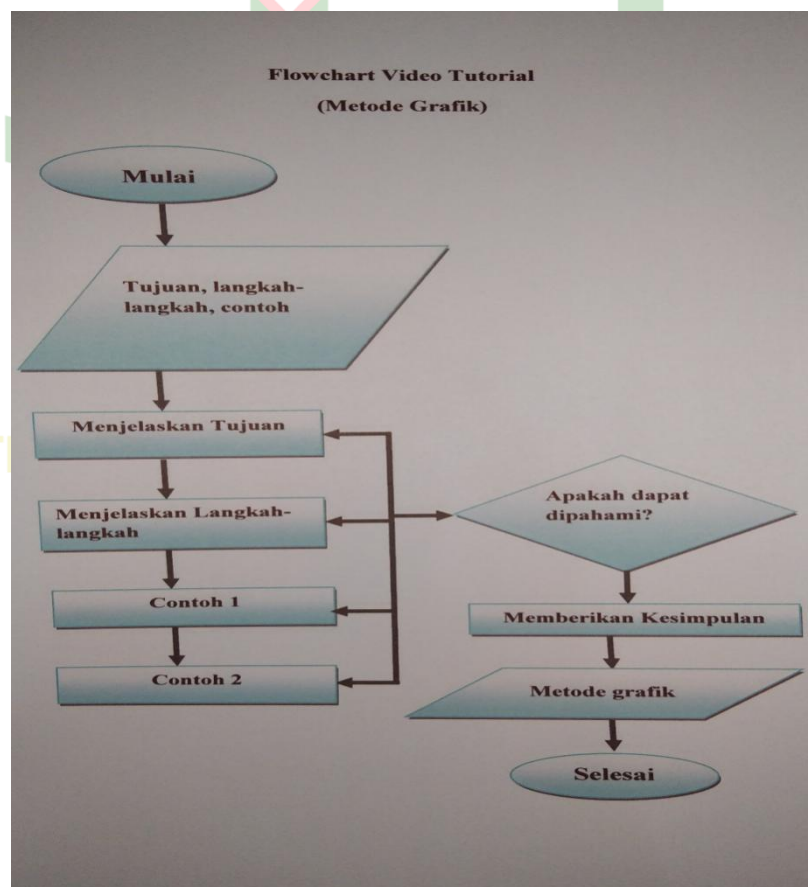 Flowchart Video Tutorial
(Metode Grafik)
Mulai
Tujuan, langkah-
langkah, contoh
Menjelaskan Tujuan
Menjelaskan Langkah-
langkah
Contoh 1
Contoh 2
Apakah dapat
dipahami?
Memberikan Kesimpulan
Metode grafik
Selesai